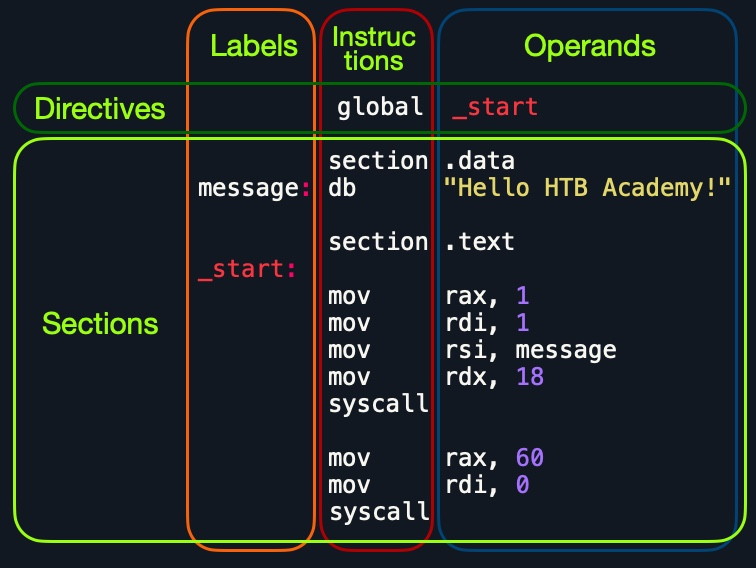 Labels Instructions Operands
Directives global _start
section .data
message: db "Hello HTB Academy!"
section .text
_start:
mov rax, 1
mov rdi, 1
Sections
mov rsi, message
mov rdx, 18
syscall
mov rax, 60
mov rdi, 0
syscall